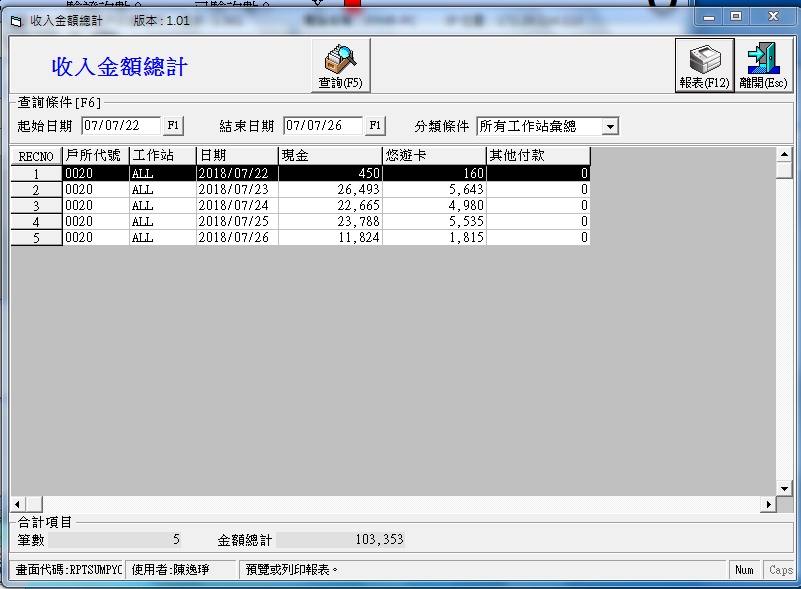 收入金額總計 版本 : 1.01
收入金額總計
查詢(F5)
報表(F12)
離開(Esc)
查詢條件[F6]
起始日期 07/07/22 F1 結束日期 07/07/26 F1 分類條件 所有工作站彙總
RECNO 戶所代號 工作站 日期 現金 悠遊卡 其他付款
1 0020 ALL 2018/07/22 450 160 0
2 0020 ALL 2018/07/23 26,493 5,643 0
3 0020 ALL 2018/07/24 22,665 4,980 0
4 0020 ALL 2018/07/25 23,788 5,535 0
5 0020 ALL 2018/07/26 11,824 1,815 0
合計項目
筆數 5 金額總計 103,353
畫面代碼:RPTSUMPYC 使用者:陳逸琤 預覽或列印報表。 Num Caps